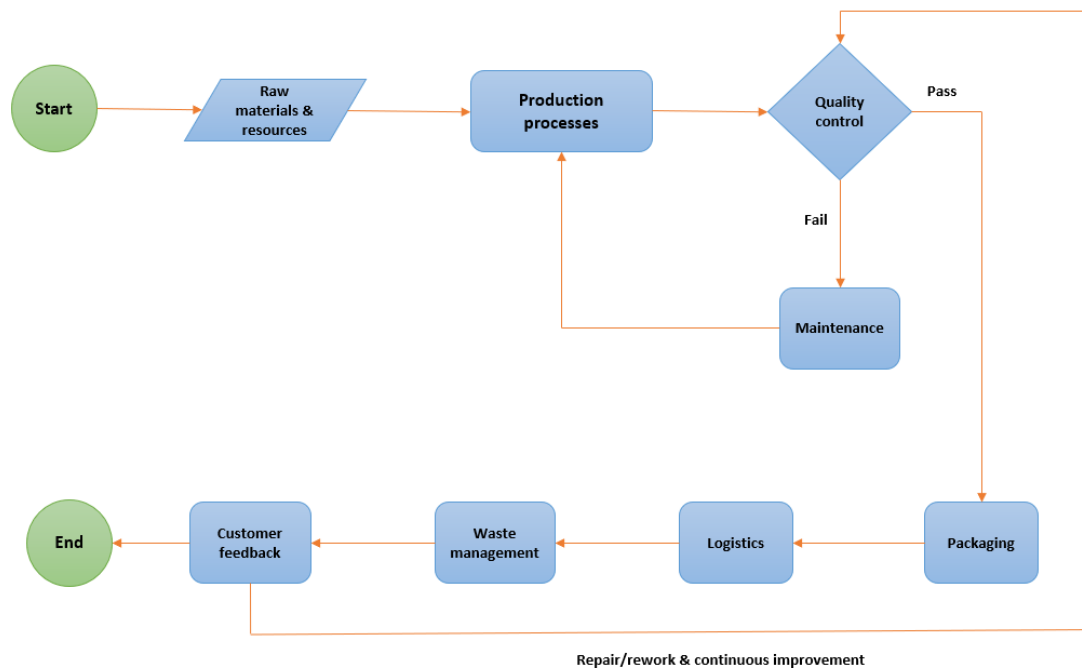 Start
Raw
materials &
resources
Production
processes
Quality
control
Pass
Fail
Maintenance
End
Customer
feedback
Waste
management
Logistics
Packaging
Repair/rework & continuous improvement